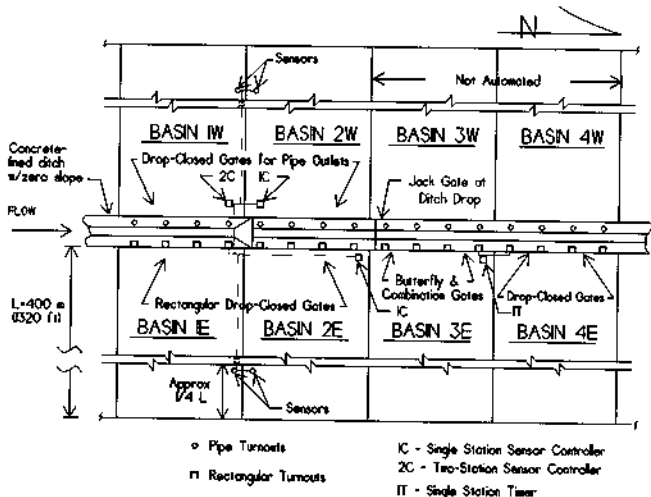 N
Sensors
Not Automated
BASIN 1W
BASIN 2W
BASIN 3W
BASIN 4W
Concrete-
lined ditch
w/zero slope
Drop-Closed Gates for Pipe Outlets
2C
1C
Jack Gate at
Ditch Drop
FLOW
L=400 m
(1320 ft)
Rectangular Drop-Closed Gates
1C
Butterfly &
Combination Gates
Drop-Closed
Gates
1T
BASIN 1E
BASIN 2E
BASIN 3E
BASIN 4E
Approx
1/4 L
Sensors
Pipe Turnouts
Rectangular Turnouts
1C - Single Station Sensor Controller
2C - Two-Station Sensor Controller
1T - Single Station Timer